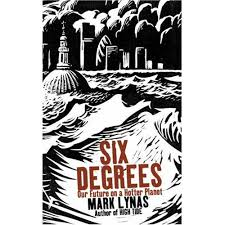 SIX
DEGREES
Our Future on a Hotter Planet
MARK LYNAS
Author of HIGH TIDE